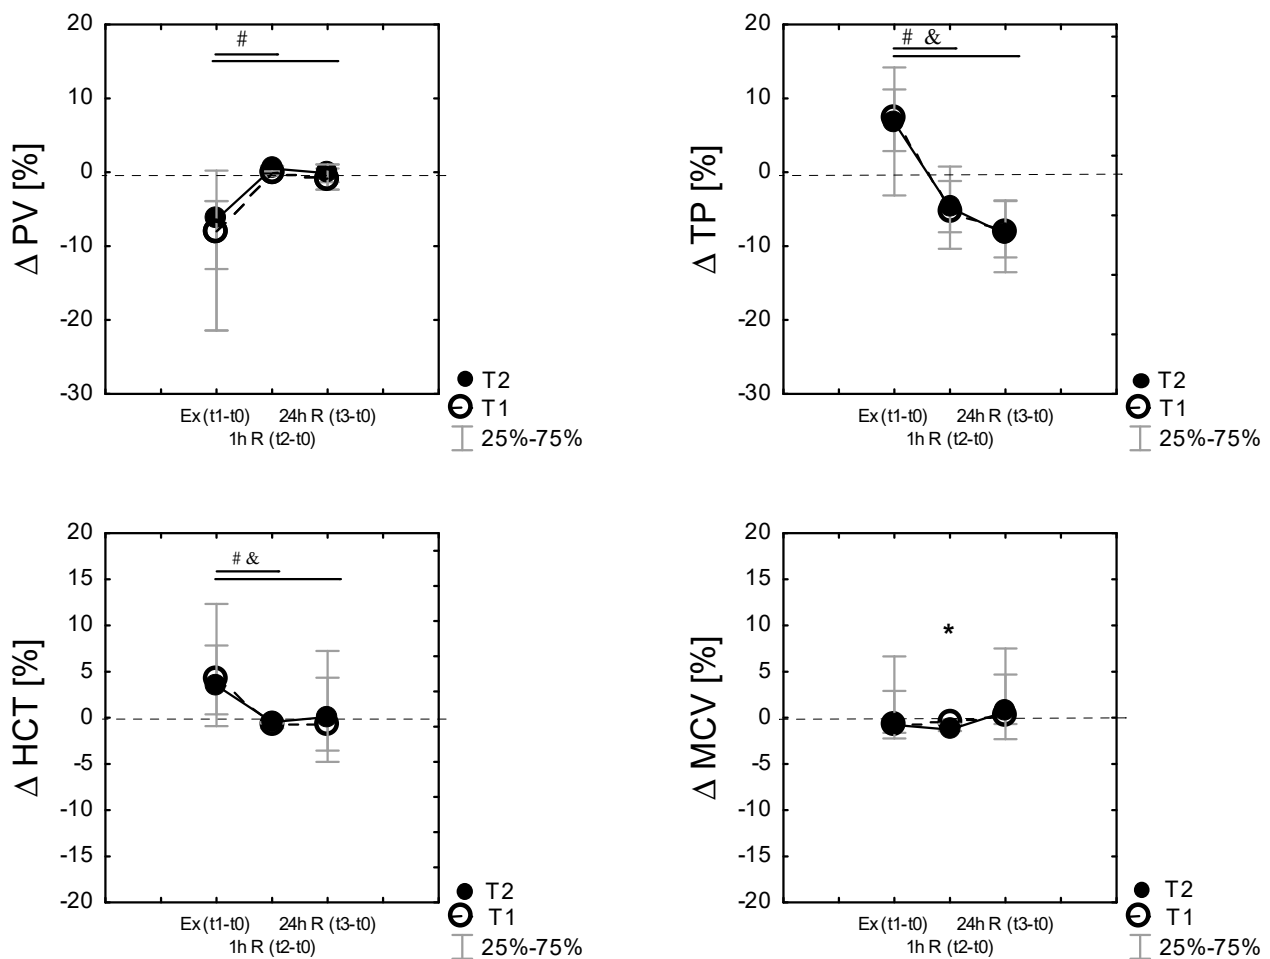 20
#
10
0
-10
-20
-30
Δ PV [%]
Ex (t1-t0)
24h R (t3-t0)
1h R (t2-t0)
T2
T1
25%-75%
20
# &
10
0
-10
-20
-30
Δ TP [%]
Ex (t1-t0)
24h R (t3-t0)
1h R (t2-t0)
T2
T1
25%-75%
20
15
# &
10
5
0
-5
-10
-15
-20
Δ HCT [%]
Ex (t1-t0)
24h R (t3-t0)
1h R (t2-t0)
T2
T1
25%-75%
20
15
10
*
5
0
-5
-10
-15
-20
Δ MCV [%]
Ex (t1-t0)
24h R (t3-t0)
1h R (t2-t0)
T2
T1
25%-75%